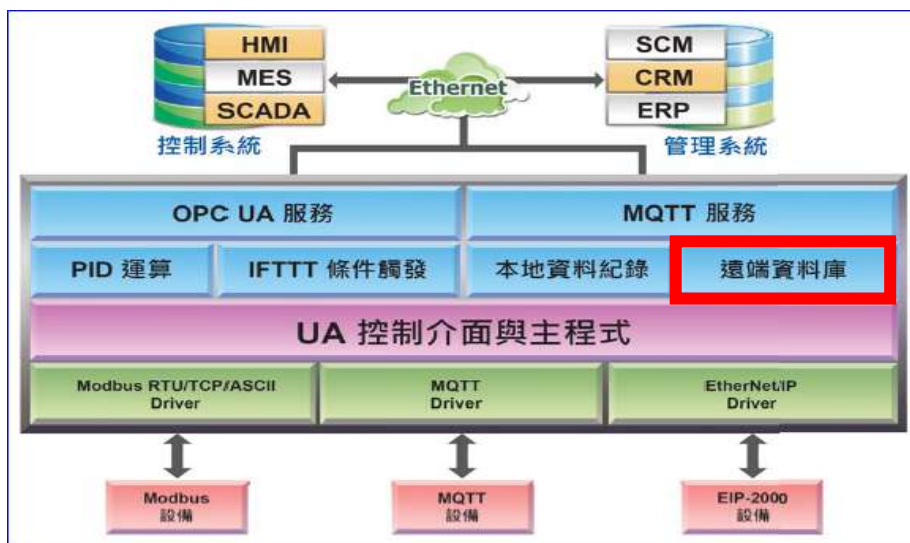 HMI
MES
SCADA
控制系統
Ethernet
SCM
CRM
ERP
管理系統
OPC UA 服務
MQTT 服務
PID 運算
IFTTT 條件觸發
本地資料紀錄
遠端資料庫
UA 控制介面與主程式
Modbus RTU/TCP/ASCII
Driver
MQTT
Driver
EtherNet/IP
Driver
Modbus
設備
MQTT
設備
EIP-2000
設備